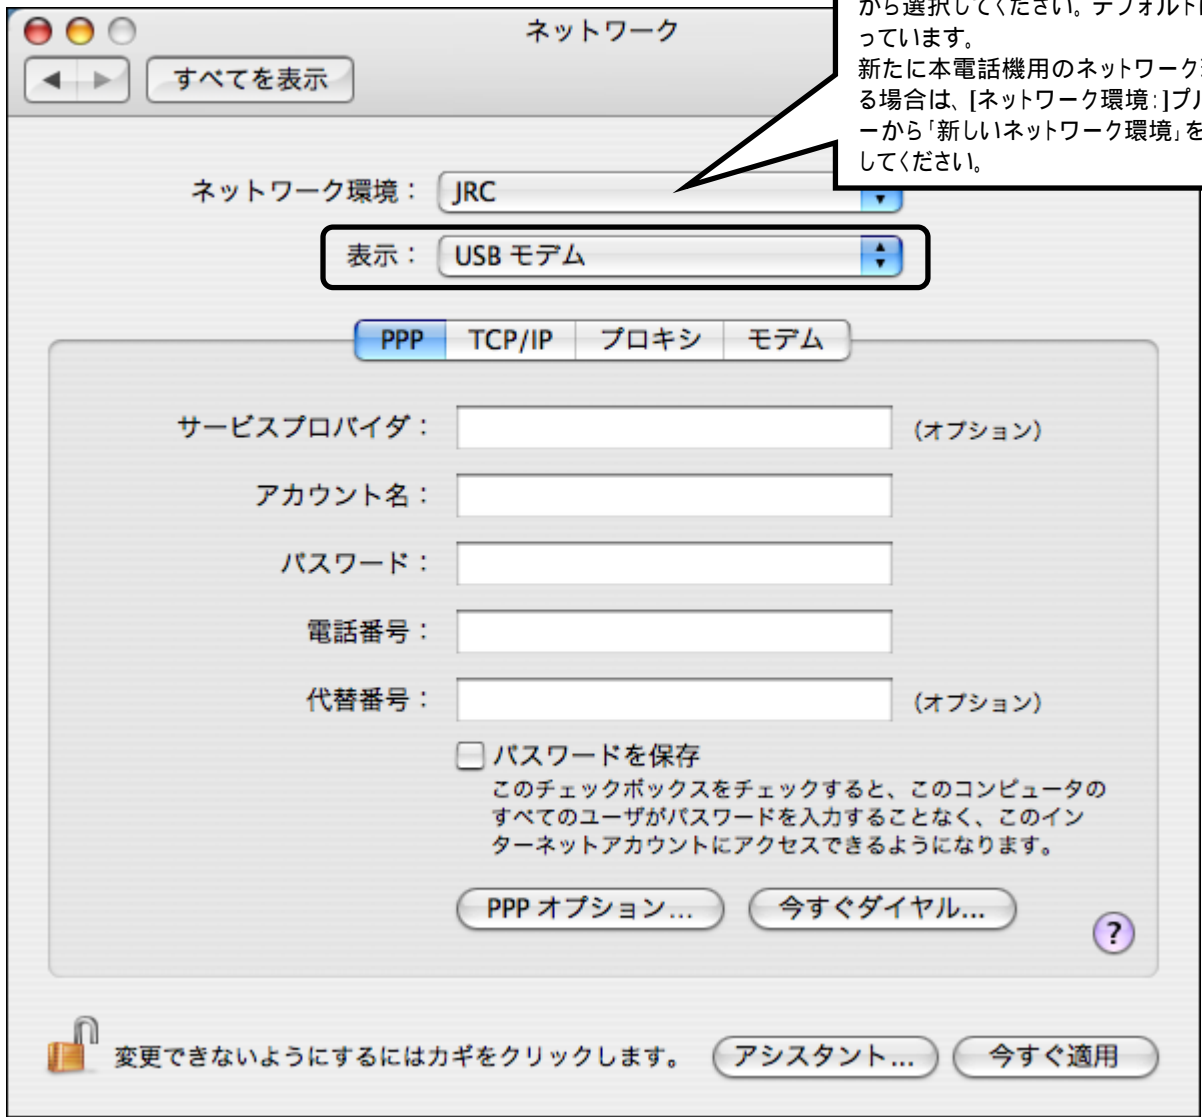 ネットワーク
すべてを表示
から選択してください。デフォルト
っています。
新たに本電話機用のネットワーク
る場合は、[ネットワーク環境:]プル
ーから「新しいネットワーク環境」を
してください。
ネットワーク環境: JRC
表示: USB モデム
PPP TCP/IP プロキシ モデム
サービスプロバイダ: (オプション)
アカウント名:
パスワード:
電話番号:
代替番号: (オプション)
パスワードを保存
このチェックボックスをチェックすると、このコンピュータの
すべてのユーザがパスワードを入力することなく、このイン
ターネットアカウントにアクセスできるようになります。
PPP オプション... 今すぐダイヤル...
?
変更できないようにするにはカギをクリックします。 アシスタント... 今すぐ適用